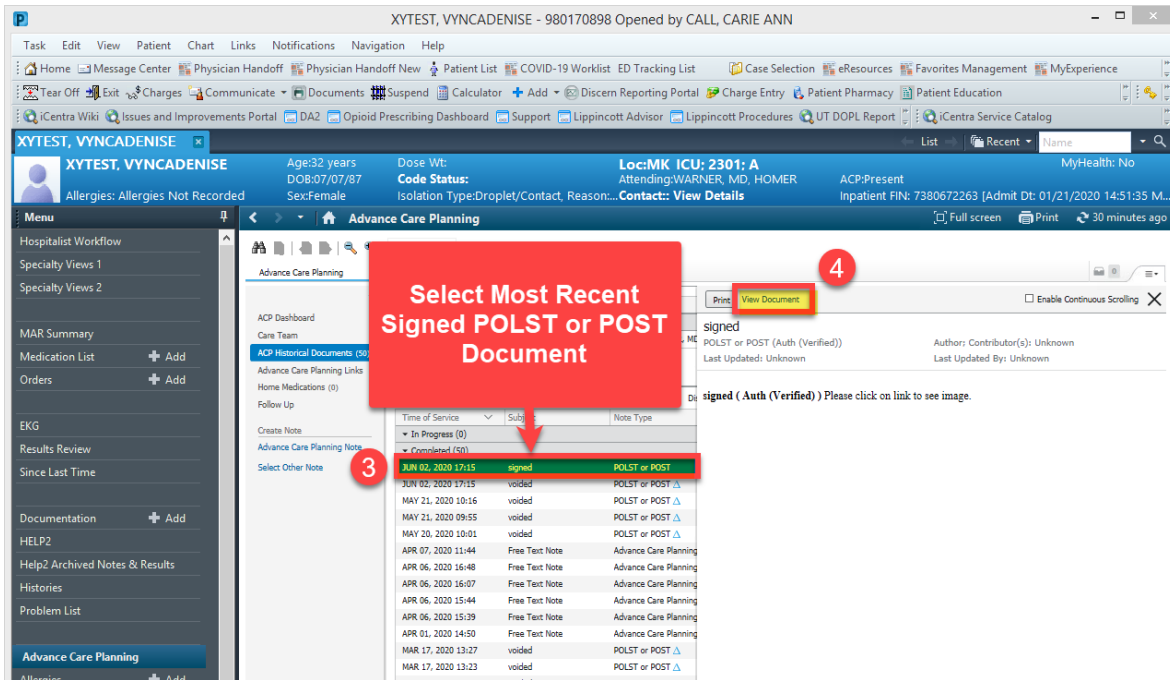 XYTEST, VYNCADENISE - 980170898 Opened by CALL, CARIE ANN
Task Edit View Patient Chart Links Notifications Navigation Help
Home Message Center Physician Handoff Physician Handoff New Patient List COVID-19 Worklist ED Tracking List Case Selection eResources Favorites Management MyExperience
Tear Off Exit Charges Communicate Documents Suspend Calculator Add Discern Reporting Portal Charge Entry Patient Pharmacy Patient Education
iCentra Wiki Issues and Improvements Portal DA2 Opioid Prescribing Dashboard Support Lippincott Advisor Lippincott Procedures UT DOPL Report iCentra Service Catalog
XYTEST, VYNCADENISE List Recent Name
XYTEST, VYNCADENISE Age:32 years Dose Wt: Loc:MK ICU; 2301; A MyHealth: No
DOB:07/07/87 Code Status: Attending:WARNER, MD, HOMER ACP:Present
Allergies: Allergies Not Recorded Sex:Female Isolation Type:Droplet/Contact, Reason:... Contact:: View Details Inpatient FIN: 7380672263 [Admit Dt: 01/21/2020 14:51:35 M...
Menu Advance Care Planning Full screen Print 30 minutes ago
Hospitalist Workflow
Specialty Views 1
Specialty Views 2
MAR Summary
Medication List Add
Orders Add
EKG
Results Review
Since Last Time
Documentation Add
HELP2
Help2 Archived Notes & Results
Histories
Problem List
Advance Care Planning
Allergies Add
Advance Care Planning
ACP Dashboard
Care Team
ACP Historical Documents (50)
Advance Care Planning Links
Home Medications (0)
Follow Up
Create Note
Advance Care Planning Note
Select Other Note
Select Most Recent
Signed POLST or POST
Document
3
4
0
Time of Service Subject Note Type
In Progress (0)
Completed (50)
JUN 02, 2020 17:15 signed POLST or POST
JUN 02, 2020 17:15 voided POLST or POST
MAY 21, 2020 10:16 voided POLST or POST
MAY 21, 2020 09:55 voided POLST or POST
MAY 20, 2020 10:01 voided POLST or POST
APR 07, 2020 11:44 Free Text Note Advance Care Planning
APR 06, 2020 16:48 Free Text Note Advance Care Planning
APR 06, 2020 16:07 Free Text Note Advance Care Planning
APR 06, 2020 15:44 Free Text Note Advance Care Planning
APR 06, 2020 15:39 Free Text Note Advance Care Planning
APR 01, 2020 14:50 Free Text Note Advance Care Planning
MAR 17, 2020 13:27 voided POLST or POST
MAR 17, 2020 13:23 voided POLST or POST
Print View Document Enable Continuous Scrolling
signed
POLST or POST (Auth (Verified)) Author: Contributor(s): Unknown
Last Updated: Unknown Last Updated By: Unknown
signed ( Auth (Verified) ) Please click on link to see image.